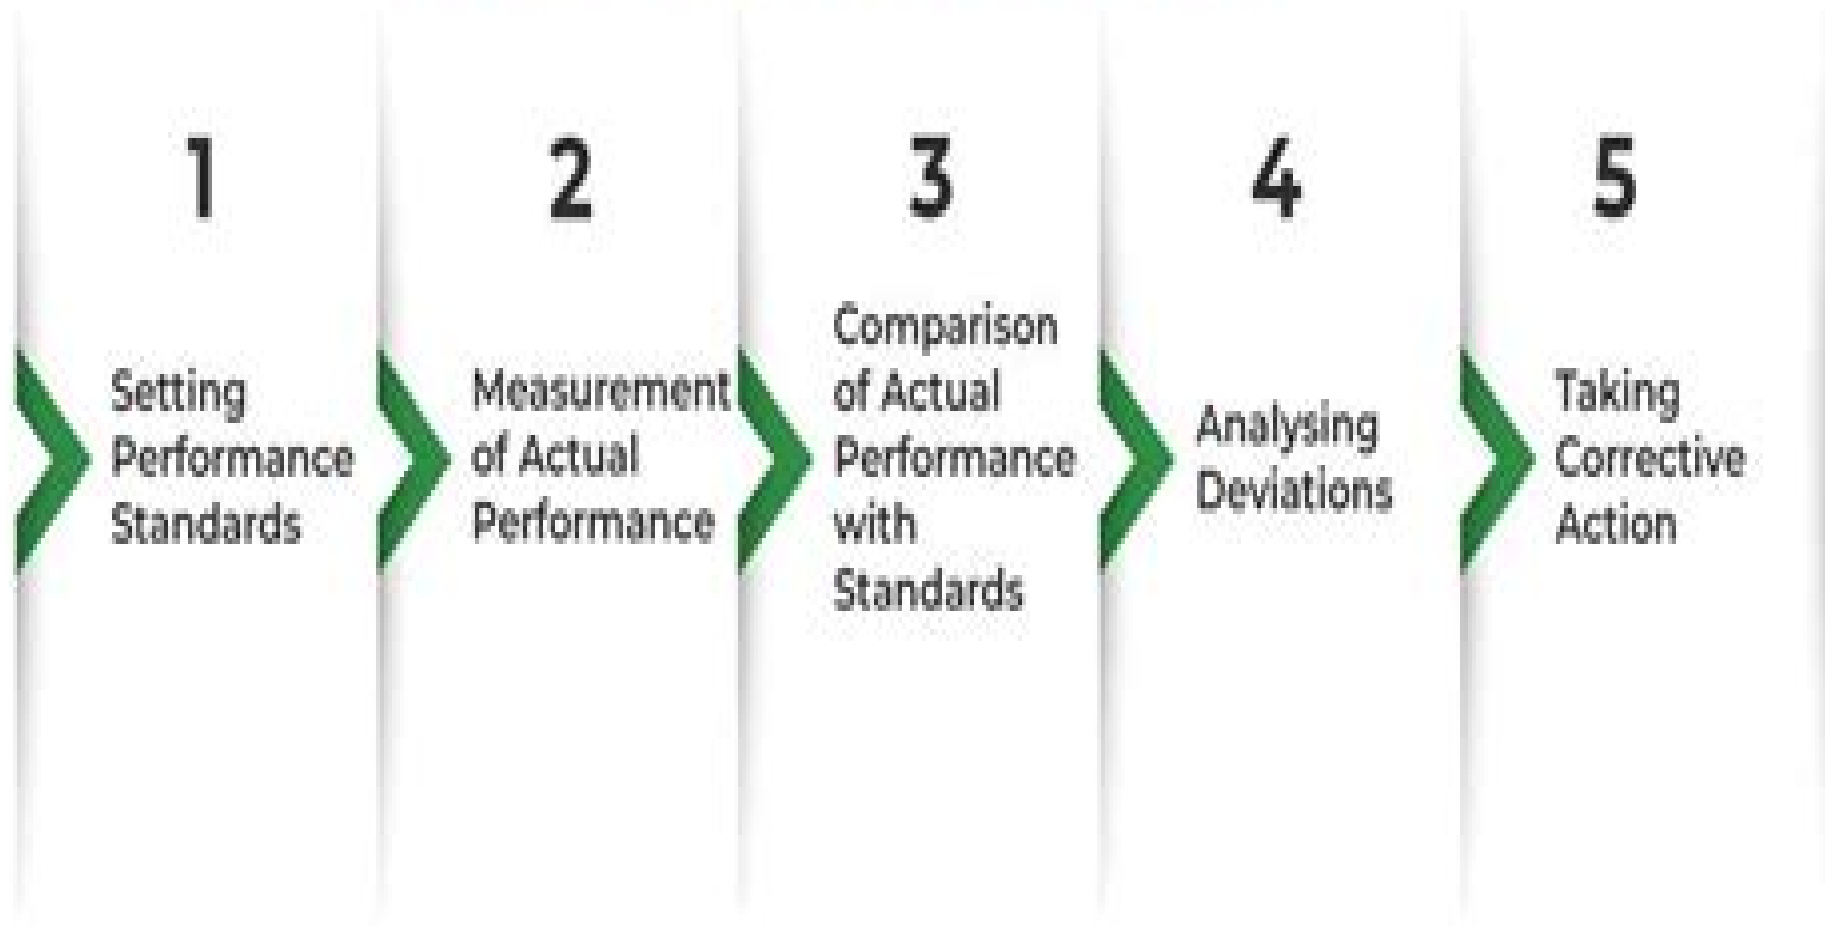 1
Setting
Performance
Standards
2
Measurement
of Actual
Performance
3
Comparison
of Actual
Performance
with
Standards
4
Analysing
Deviations
5
Taking
Corrective
Action